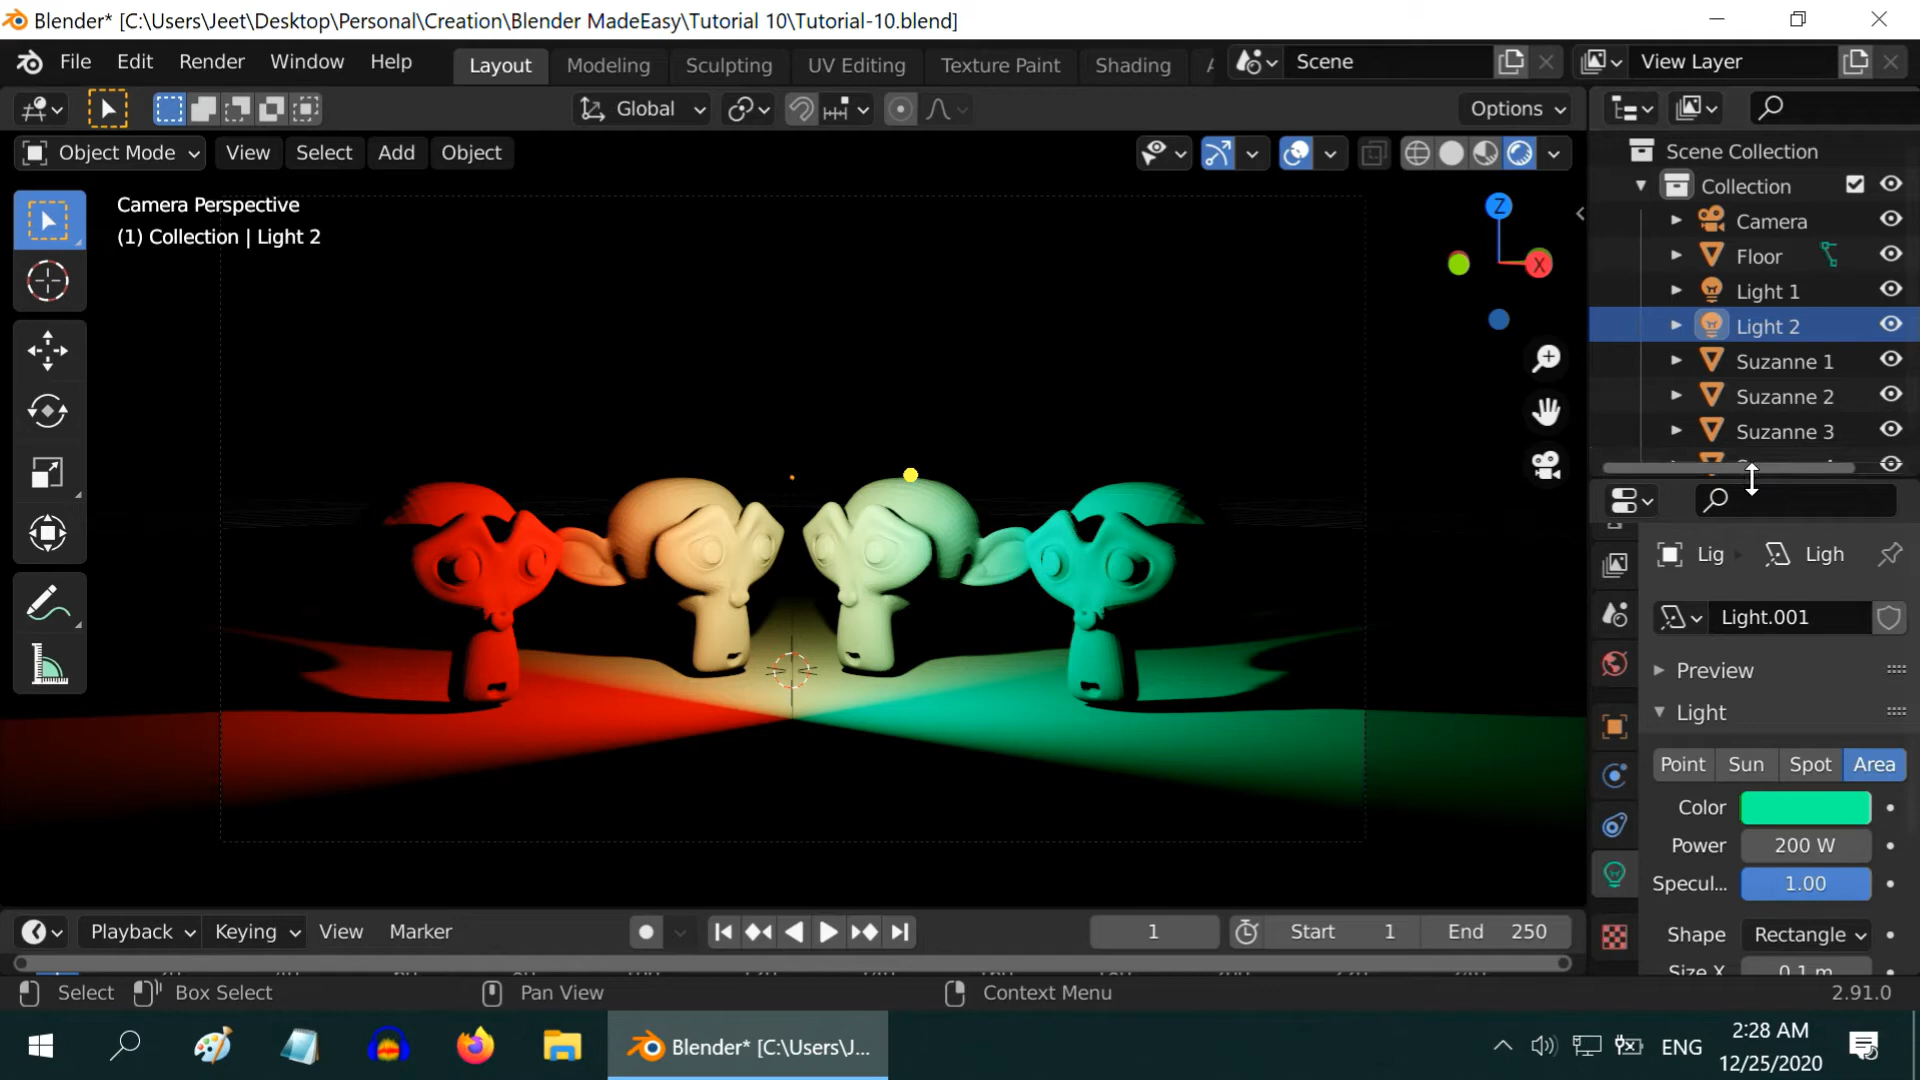 Blender* [C:\Users\Jeet\Desktop\Personal\Creation\Blender MadeEasy\Tutorial 10\Tutorial-10.blend]
File Edit Render Window Help Layout Modeling Sculpting UV Editing Texture Paint Shading Scene View Layer
Global Options
Object Mode View Select Add Object
Scene Collection
Collection
Camera Perspective
(1) Collection | Light 2
Z
X
Camera
Floor
Light 1
Light 2
Suzanne 1
Suzanne 2
Suzanne 3
Lig Ligh
Light.001
Preview
Light
Point Sun Spot Area
Color
Power 200 W
Specul... 1.00
Shape Rectangle
Size X 0.1 m
Playback Keying View Marker 1 Start 1 End 250
Select Box Select Pan View Context Menu 2.91.0
Blender* [C:\Users\J... ENG
2:28 AM
12/25/2020